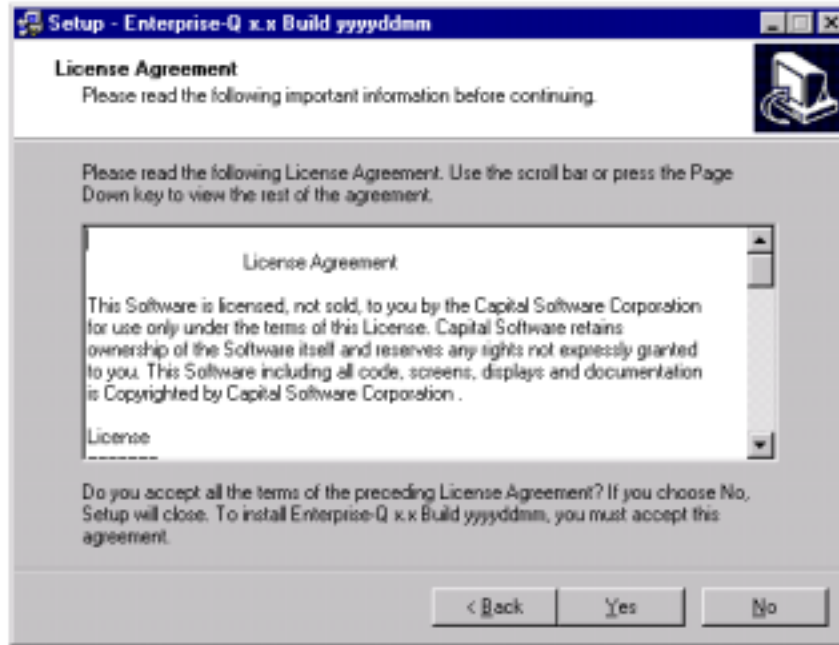 Setup - Enterprise-Q x.x Build yyyyddmm
License Agreement
Please read the following important information before continuing.
Please read the following License Agreement. Use the scroll bar or press the Page
Down key to view the rest of the agreement.
License Agreement
This Software is licensed, not sold, to you by the Capital Software Corporation
for use only under the terms of this License. Capital Software retains
ownership of the Software itself and reserves any rights not expressly granted
to you. This Software including all code, screens, displays and documentation
is Copyrighted by Capital Software Corporation .
License
-------
Do you accept all the terms of the preceding License Agreement? If you choose No,
Setup will close. To install Enterprise-Q x.x Build yyyyddmm, you must accept this
agreement.
< Back Yes No